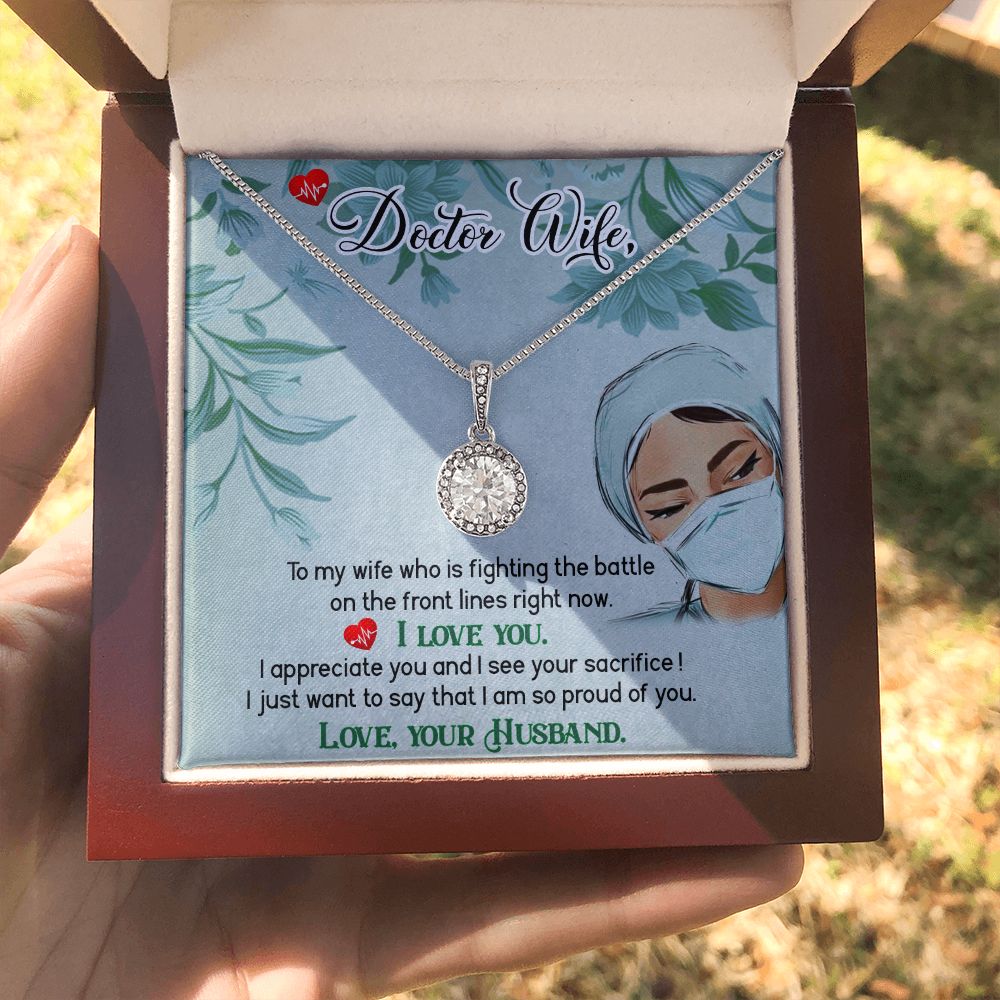 Doctor Wife,
To my wife who is fighting the battle
on the front lines right now.
I LOVE YOU.
I appreciate you and I see your sacrifice!
I just want to say that I am so proud of you.
LOVE, YOUR HUSBAND.